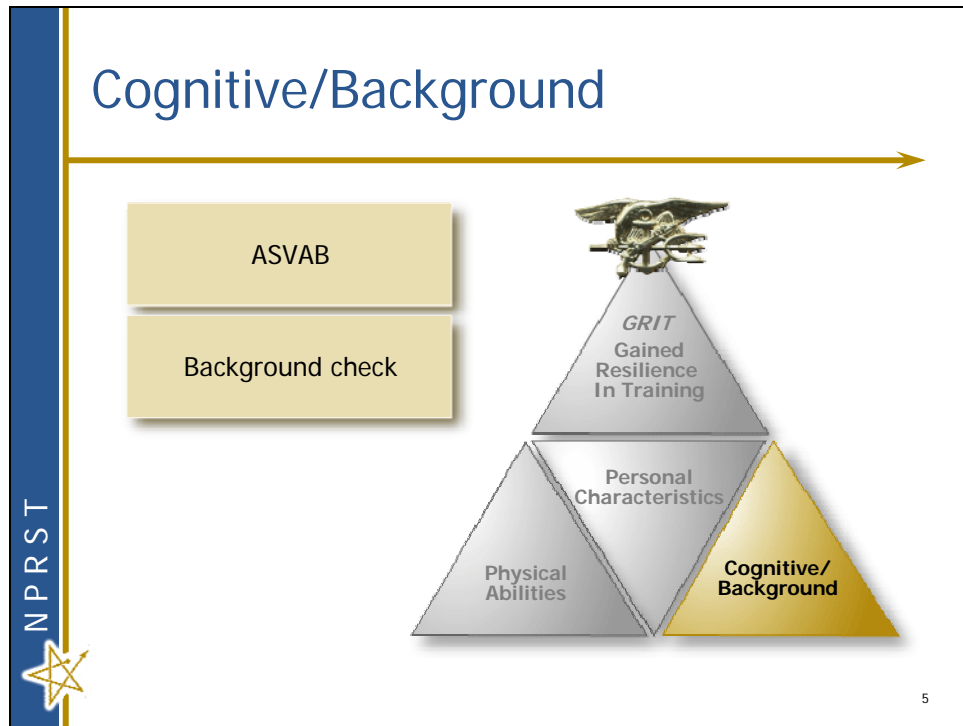 Cognitive/Background
ASVAB
Background check
GRIT
Gained
Resilience
In Training
Personal
Characteristics
Physical
Abilities
Cognitive/
Background
NPRST
5